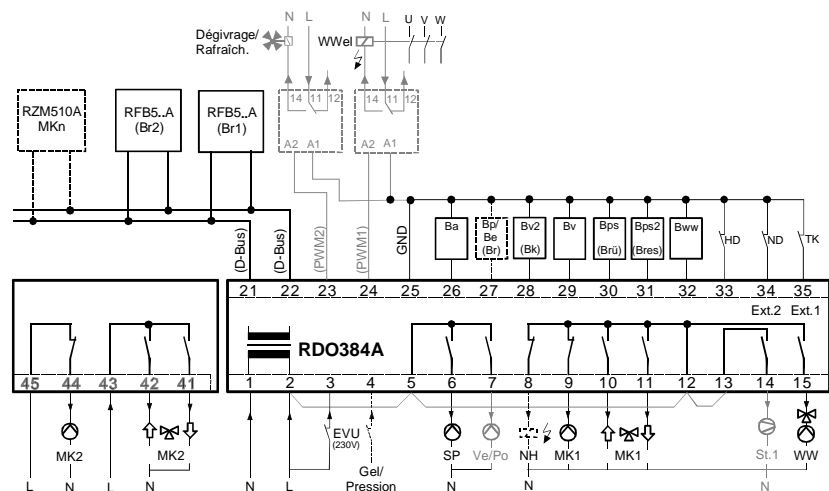 N L N L U V W
Dégivrage/
Rafraîch.
WWel
14 11 12 14 11 12
RZM510A
MKn
RFB5..A
(Br2)
RFB5..A
(Br1)
A2 A1 A2 A1
(D-Bus) (D-Bus) (PWM2) (PWM1) GND
Ba
Bp/
Be
(Br)
Bv2
(Bk)
Bv
Bps
(Brü)
Bps2
(Bres)
Bww
HD ND TK
21 22 23 24 25 26 27 28 29 30 31 32 33 34 35
Ext.2 Ext.1
RDO384A
45 44 43 42 41 1 2 3 4 5 6 7 8 9 10 11 12 13 14 15
EVU
(230V)
MK2 MK2 SP Ve/Po NH MK1 MK1 St.1 WW
Gel/
Pression
L N L N N L N N N